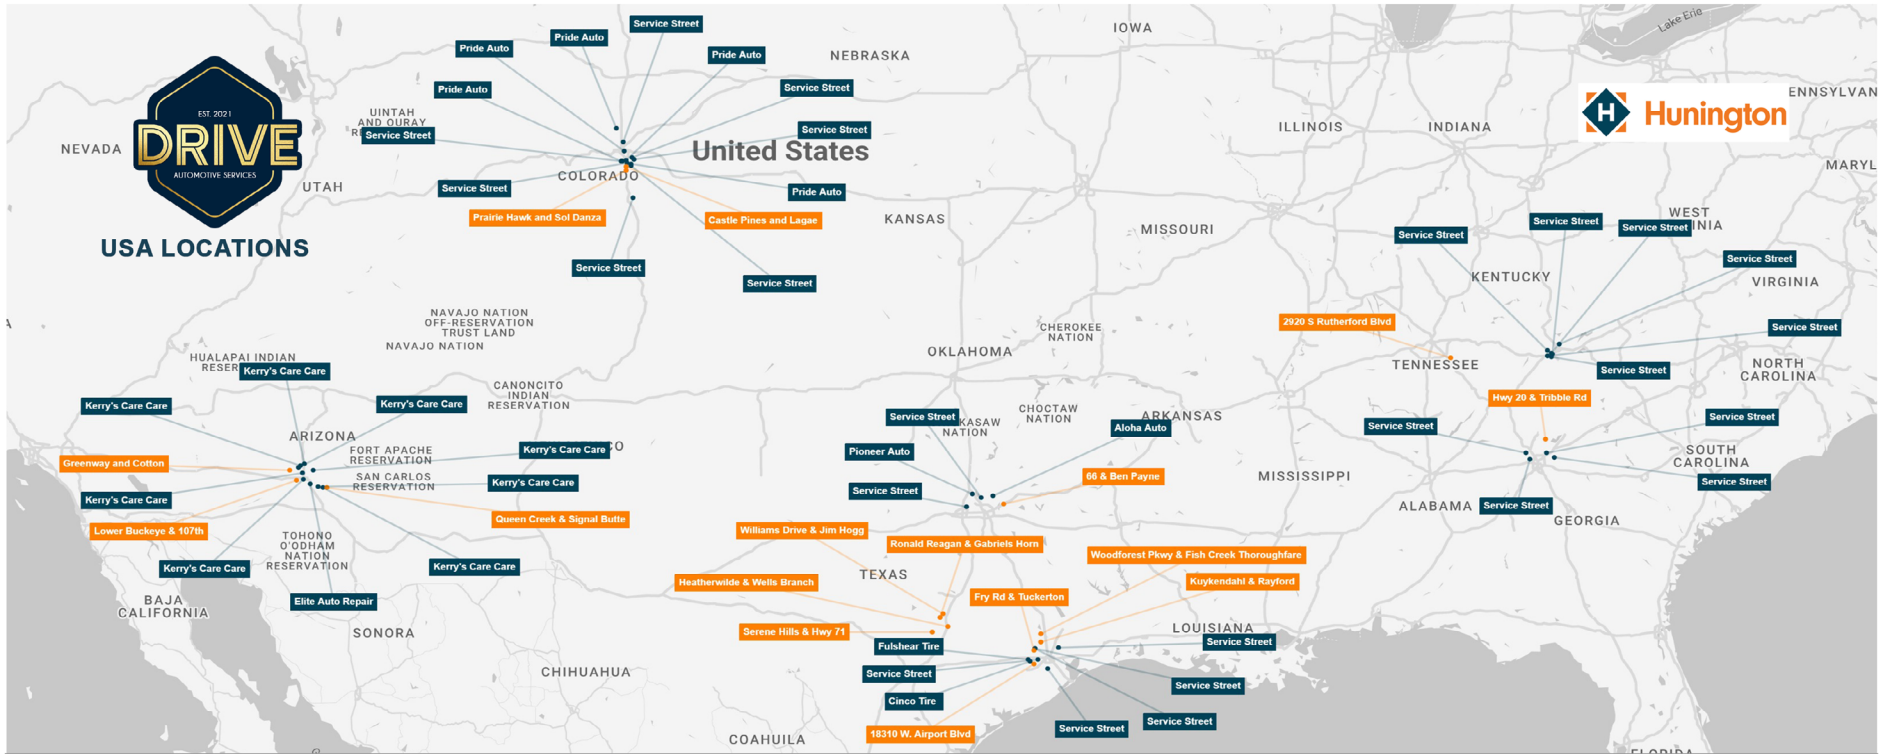 EST. 2021
DRIVE
AUTOMOTIVE SERVICES
USA LOCATIONS
Hunington
Service Street
Pride Auto
Pride Auto
Pride Auto
Pride Auto
Service Street
Service Street
Service Street
Service Street
Pride Auto
Prairie Hawk and Sol Danza
Castle Pines and Lagae
Service Street
Service Street
NEVADA
UTAH
UINTAH
AND OURAY
COLORADO
United States
NEBRASKA
IOWA
KANSAS
MISSOURI
ILLINOIS
INDIANA
Lake Erie
ENNSYLVAN
MARYL
WEST
INIA
VIRGINIA
KENTUCKY
Service Street
Service Street
Service Street
Service Street
Service Street
Service Street
2920 S Rutherford Blvd
TENNESSEE
NORTH
CAROLINA
Hwy 20 & Tribble Rd
Service Street
Service Street
Service Street
Service Street
SOUTH
CAROLINA
MISSISSIPPI
ALABAMA
GEORGIA
NAVAJO NATION
OFF-RESERVATION
TRUST LAND
NAVAJO NATION
HUALAPAI INDIAN
RESER
Kerry's Care Care
Kerry's Care Care
Kerry's Care Care
CANONCITO
INDIAN
RESERVATION
ARIZONA
FORT APACHE
RESERVATION
SAN CARLOS
RESERVATION
Kerry's Care Care
CO
Greenway and Cotton
Kerry's Care Care
Kerry's Care Care
Lower Buckeye & 107th
Queen Creek & Signal Butte
TOHONO
O'ODHAM
NATION
RESERVATION
Kerry's Care Care
Kerry's Care Care
Elite Auto Repair
BAJA
CALIFORNIA
SONORA
CHIHUAHUA
COAHUILA
OKLAHOMA
CHEROKEE
NATION
CHOCTAW
NATION
KASAW
NATION
ARKANSAS
Service Street
Aloha Auto
Pioneer Auto
Service Street
66 & Ben Payne
Williams Drive & Jim Hogg
Ronald Reagan & Gabriels Horn
Woodforest Pkwy & Fish Creek Thoroughfare
TEXAS
Heatherwilde & Wells Branch
Kuykendahl & Rayford
Fry Rd & Tuckerton
Serene Hills & Hwy 71
LOUISIANA
Fulshear Tire
Service Street
Service Street
Service Street
Cinco Tire
Service Street
Service Street
18310 W. Airport Blvd